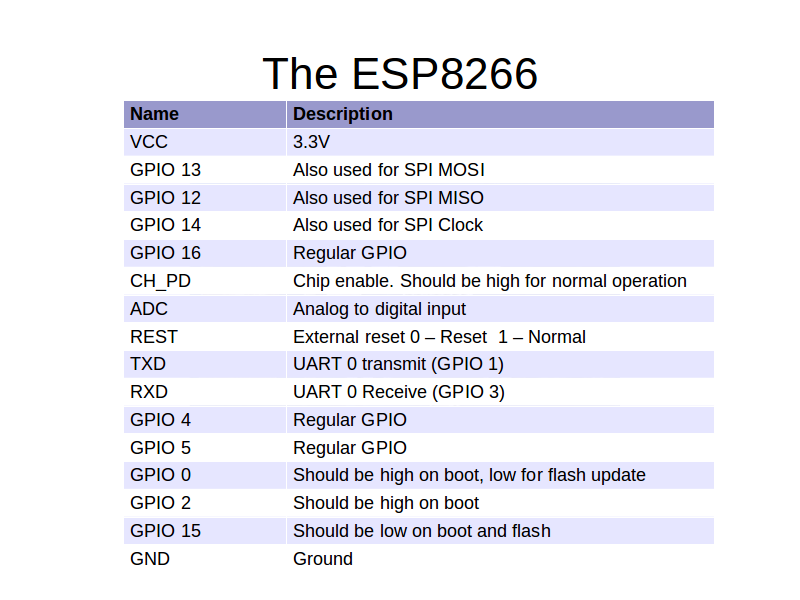 The ESP8266
Name Description
VCC 3.3V
GPIO 13 Also used for SPI MOSI
GPIO 12 Also used for SPI MISO
GPIO 14 Also used for SPI Clock
GPIO 16 Regular GPIO
CH_PD Chip enable. Should be high for normal operation
ADC Analog to digital input
REST External reset 0 – Reset  1 – Normal
TXD UART 0 transmit (GPIO 1)
RXD UART 0 Receive (GPIO 3)
GPIO 4 Regular GPIO
GPIO 5 Regular GPIO
GPIO 0 Should be high on boot, low for flash update
GPIO 2 Should be high on boot
GPIO 15 Should be low on boot and flash
GND Ground